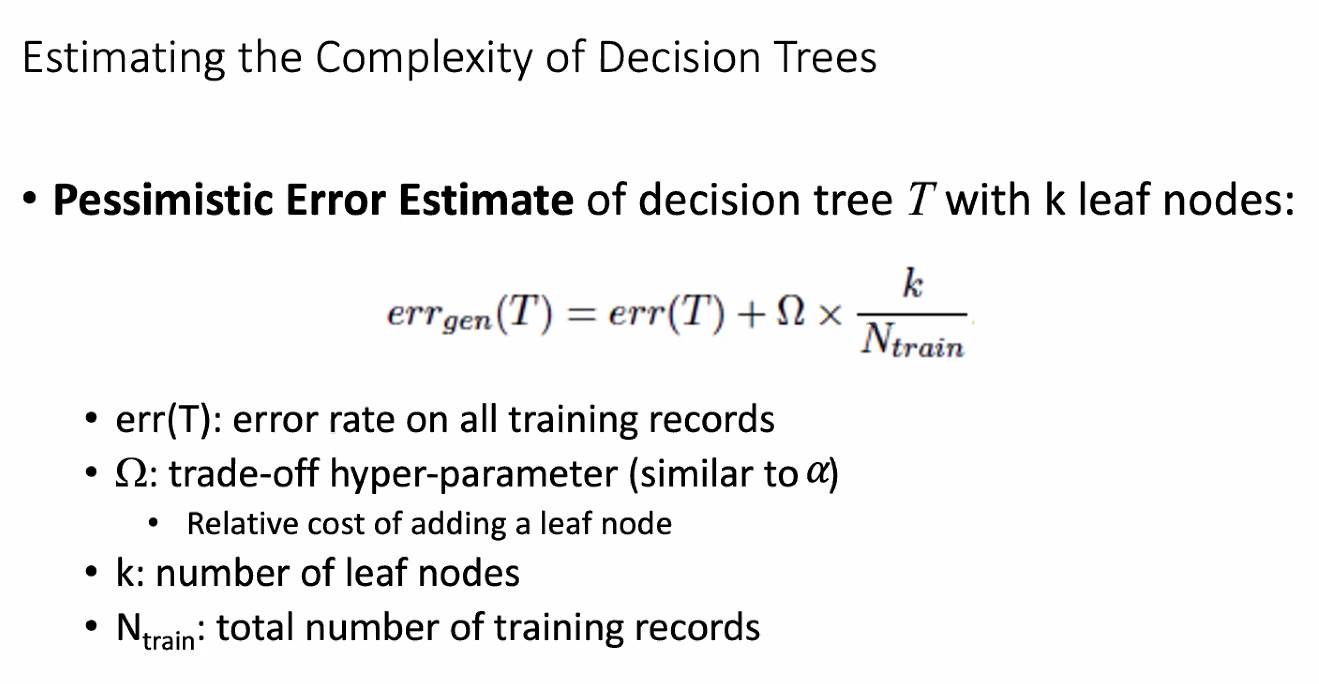 Estimating the Complexity of Decision Trees
• Pessimistic Error Estimate of decision tree T with k leaf nodes:
err_gen(T) = err(T) + Ω × k / N_train
• err(T): error rate on all training records
• Ω: trade-off hyper-parameter (similar to α)
• Relative cost of adding a leaf node
• k: number of leaf nodes
• N_train: total number of training records